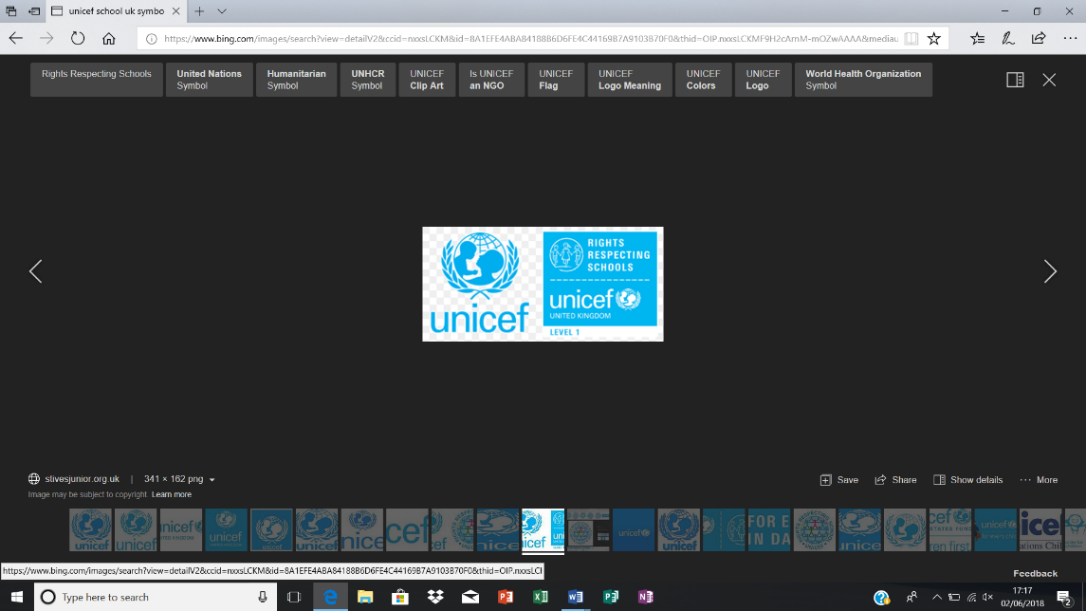 unicef school uk symbo
https://www.bing.com/images/search?view=detailV2&ccid=nxxsLCKM&id=8A1EFE4ABA84188B6D6FE4C44169B7A9103B70F0&thid=OIP.nxxsLCKMF9H2cArnM-mOZwAAAA&mediau
Rights Respecting Schools
United Nations
Symbol
Humanitarian
Symbol
UNHCR
Symbol
UNICEF
Clip Art
Is UNICEF
an NGO
UNICEF
Flag
UNICEF
Logo Meaning
UNICEF
Colors
UNICEF
Logo
World Health Organization
Symbol
unicef
RIGHTS
RESPECTING
SCHOOLS
unicef
UNITED KINGDOM
LEVEL 1
stivesjunior.org.uk | 341 × 162 png
Save Share Show details ··· More
Image may be subject to copyright Learn more
https://www.bing.com/images/search?view=detailV2&ccid=nxxsLCKM&id=8A1EFE4ABA84188B6D6FE4C44169B7A9103B70F0&thid=OIP.nxxsLCK
Feedback
Type here to search
17:17
02/06/2018
2